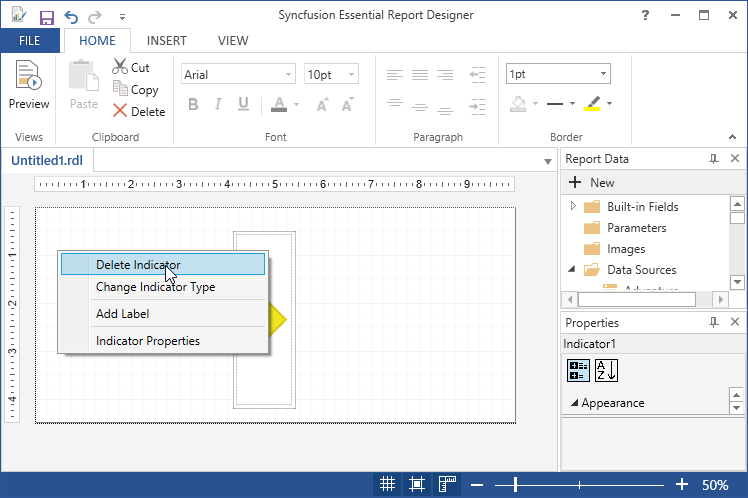 Syncfusion Essential Report Designer
?
FILE HOME INSERT VIEW
Preview
Views
Paste
Cut
Copy
Delete
Clipboard
Arial 10pt
B I U A A A
Font
Paragraph
1pt
Border
Untitled1.rdl
1 2 3 4 5 6 7 8 9
1
2
3
4
Delete Indicator
Change Indicator Type
Add Label
Indicator Properties
Report Data
New
Built-in Fields
Parameters
Images
Data Sources
Properties
Indicator1
A
Z
Appearance
50%